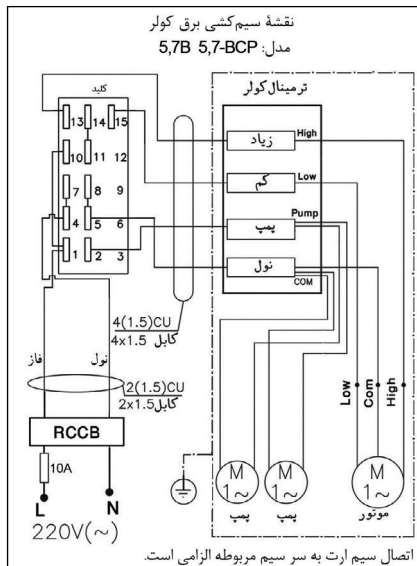 نقشهٔ سیم‌کشی برق کولر
مدل: 5,7B 5,7-BCP
کلید
ترمینال کولر
13 14 15
10 11 12
7 8 9
4 5 6
1 2 3
زیاد High
کم Low
پمپ Pump
نول COM
4(1.5)CU
کابل 4x1.5
فاز
نول
2(1.5)CU
کابل 2x1.5
RCCB
10A
L
N
220V(~)
Low
Com
High
M
1~
پمپ
M
1~
پمپ
M
1~
موتور
اتصال سیم ارت به سر سیم مربوطه الزامی است.